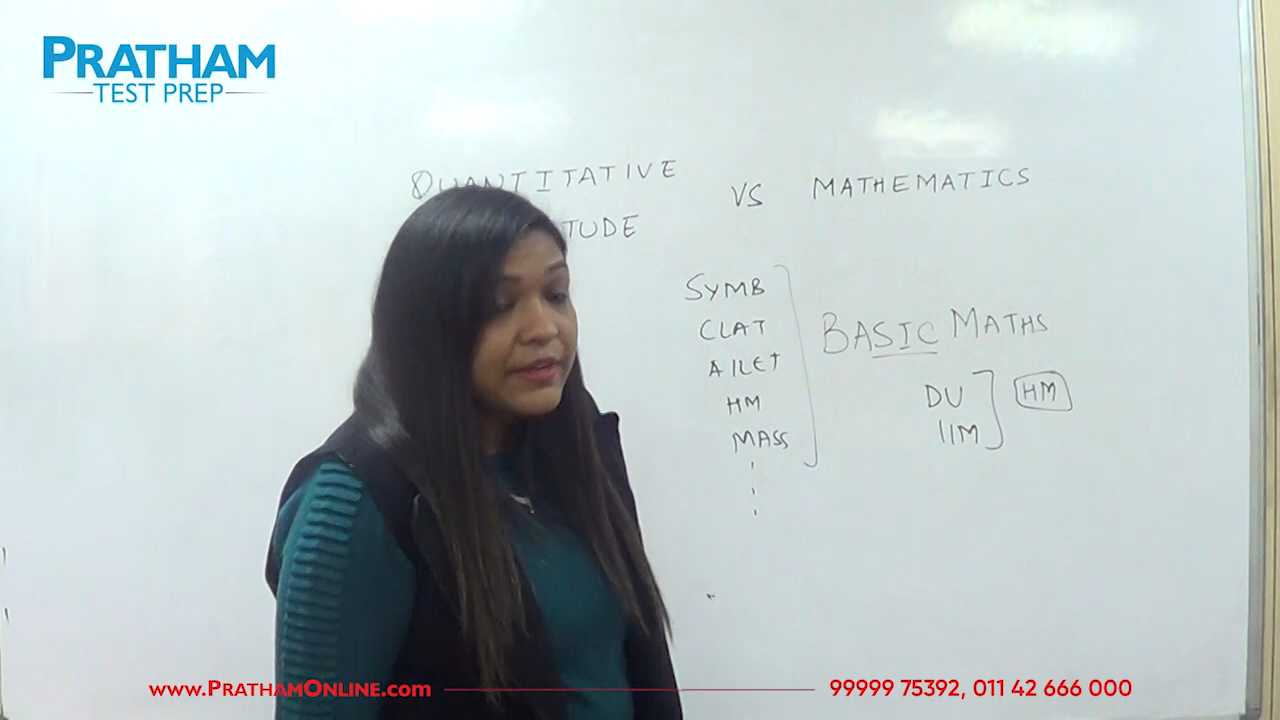 PRATHAM
TEST PREP
QUANTITATIVE VS MATHEMATICS
TUDE
SYMB
CLAT
AILET
HM
MASS
BASIC MATHS
DU
IIM
HM
www.PRATHAMONLINE.com
99999 75392, 011 42 666 000